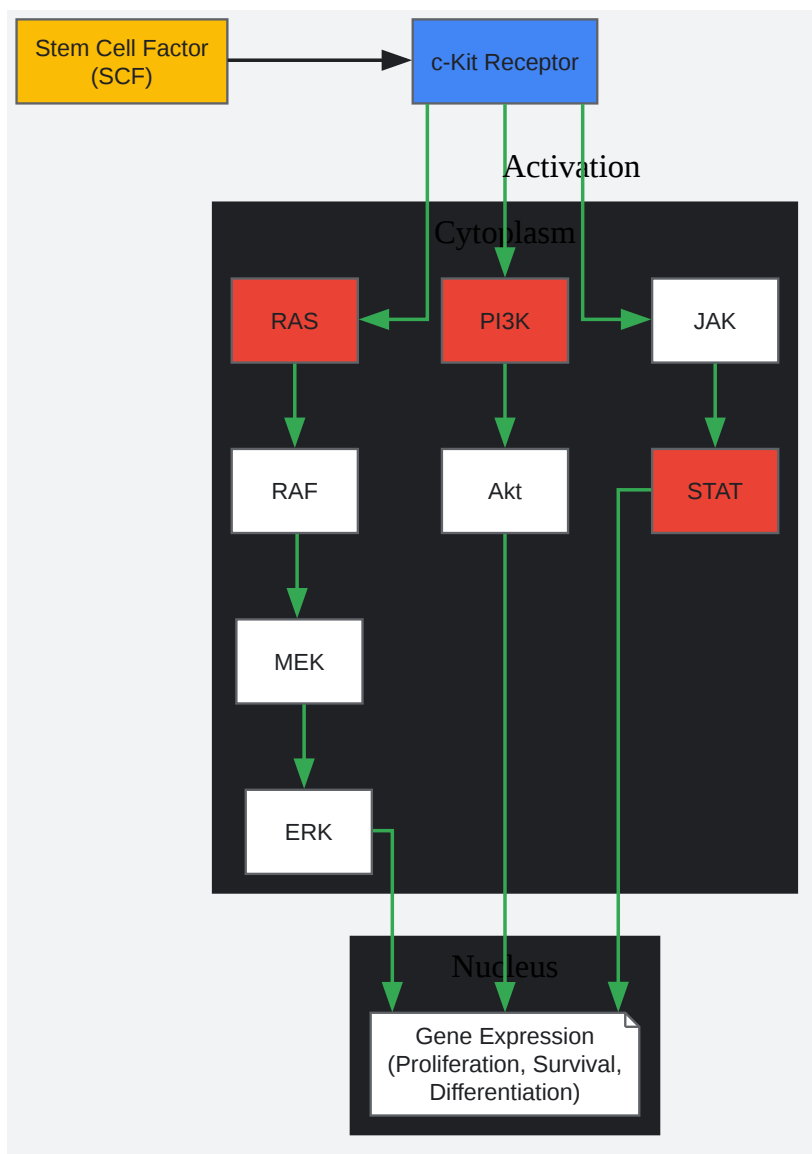 Stem Cell Factor
(SCF)
c-Kit Receptor
Activation
Cytoplasm
RAS
PI3K
JAK
RAF
Akt
STAT
MEK
ERK
Nucleus
Gene Expression
(Proliferation, Survival,
Differentiation)